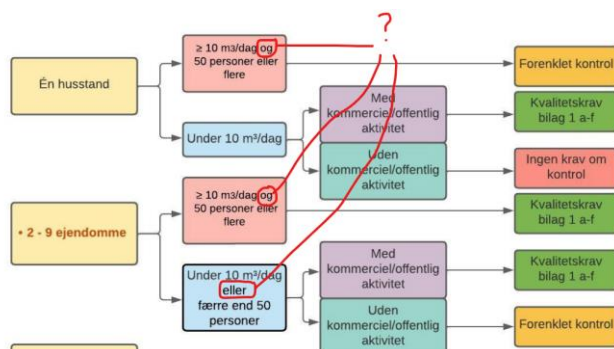 ?
≥ 10 m3/dag og
50 personer eller
flere
Forenklet kontrol
Én husstand
Med
kommerciel/offentlig
aktivitet
Kvalitetskrav
bilag 1 a-f
Under 10 m³/dag
Uden
kommerciel/offentlig
aktivitet
Ingen krav om
kontrol
≥ 10 m3/dag og
50 personer eller
flere
Kvalitetskrav
bilag 1 a-f
• 2 - 9 ejendomme
Med
kommerciel/offentlig
aktivitet
Kvalitetskrav
bilag 1 a-f
Under 10 m³/dag
eller
færre end 50
personer
Uden
kommerciel/offentlig
aktivitet
Forenklet kontrol